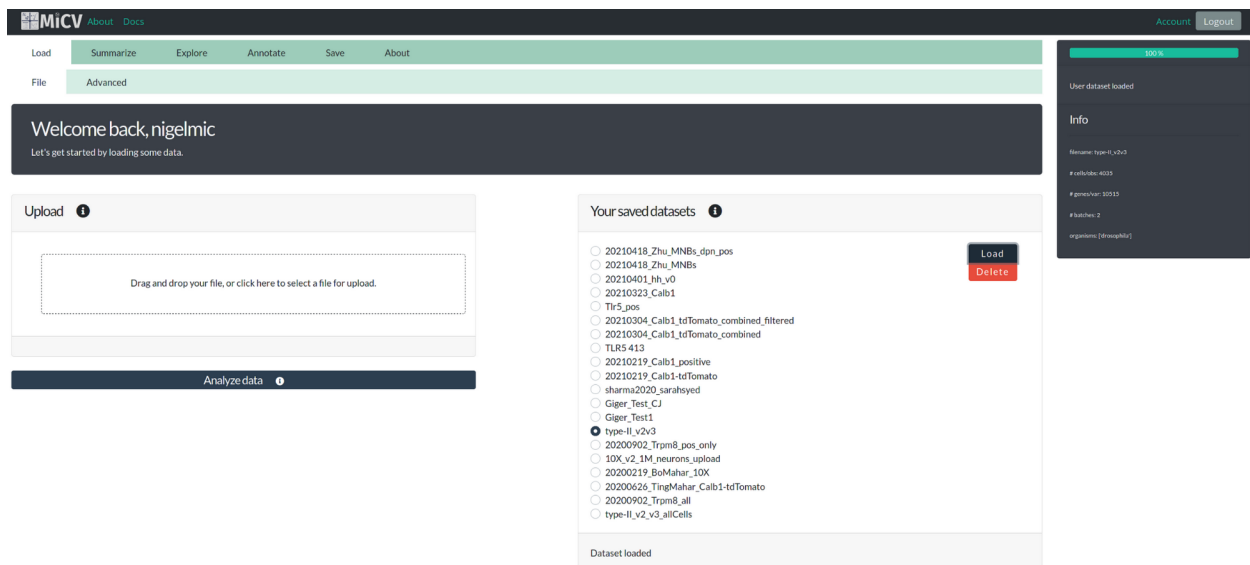 MiCV About Docs Account Logout
Load Summarize Explore Annotate Save About
File Advanced
100 %
User dataset loaded
Info
filename: type-II_v2v3
# cells/obs: 4035
# genes/var: 10515
# batches: 2
organisms: ['drosophila']
Welcome back, nigelmic
Let's get started by loading some data.
Upload
Drag and drop your file, or click here to select a file for upload.
Analyze data
Your saved datasets
20210418_Zhu_MNBs_dpn_pos
20210418_Zhu_MNBs
20210401_hh_v0
20210323_Calb1
Tlr5_pos
20210304_Calb1_tdTomato_combined_filtered
20210304_Calb1_tdTomato_combined
TLR5 413
20210219_Calb1_positive
20210219_Calb1-tdTomato
sharma2020_sarahsyed
Giger_Test_CJ
Giger_Test1
type-II_v2v3
20200902_Trpm8_pos_only
10X_v2_1M_neurons_upload
20200219_BoMahar_10X
20200626_TingMahar_Calb1-tdTomato
20200902_Trpm8_all
type-II_v2_v3_allCells
Load
Delete
Dataset loaded